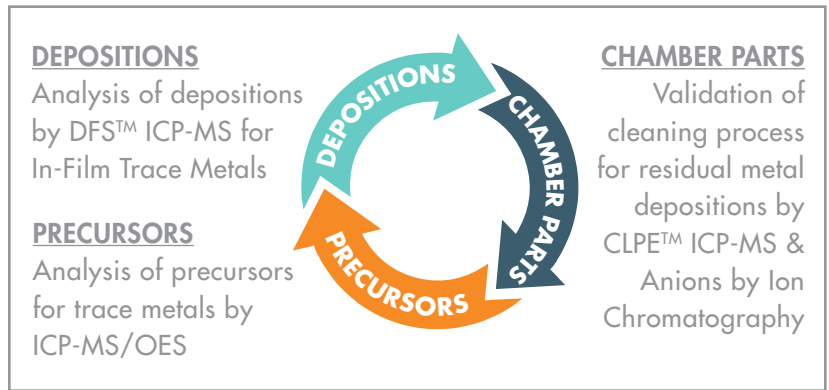 DEPOSITIONS
Analysis of depositions
by DFS™ ICP-MS for
In-Film Trace Metals
PRECURSORS
Analysis of precursors
for trace metals by
ICP-MS/OES
DEPOSITIONS
CHAMBER PARTS
PRECURSORS
CHAMBER PARTS
Validation of
cleaning process
for residual metal
depositions by
CLPE™ ICP-MS &
Anions by Ion
Chromatography